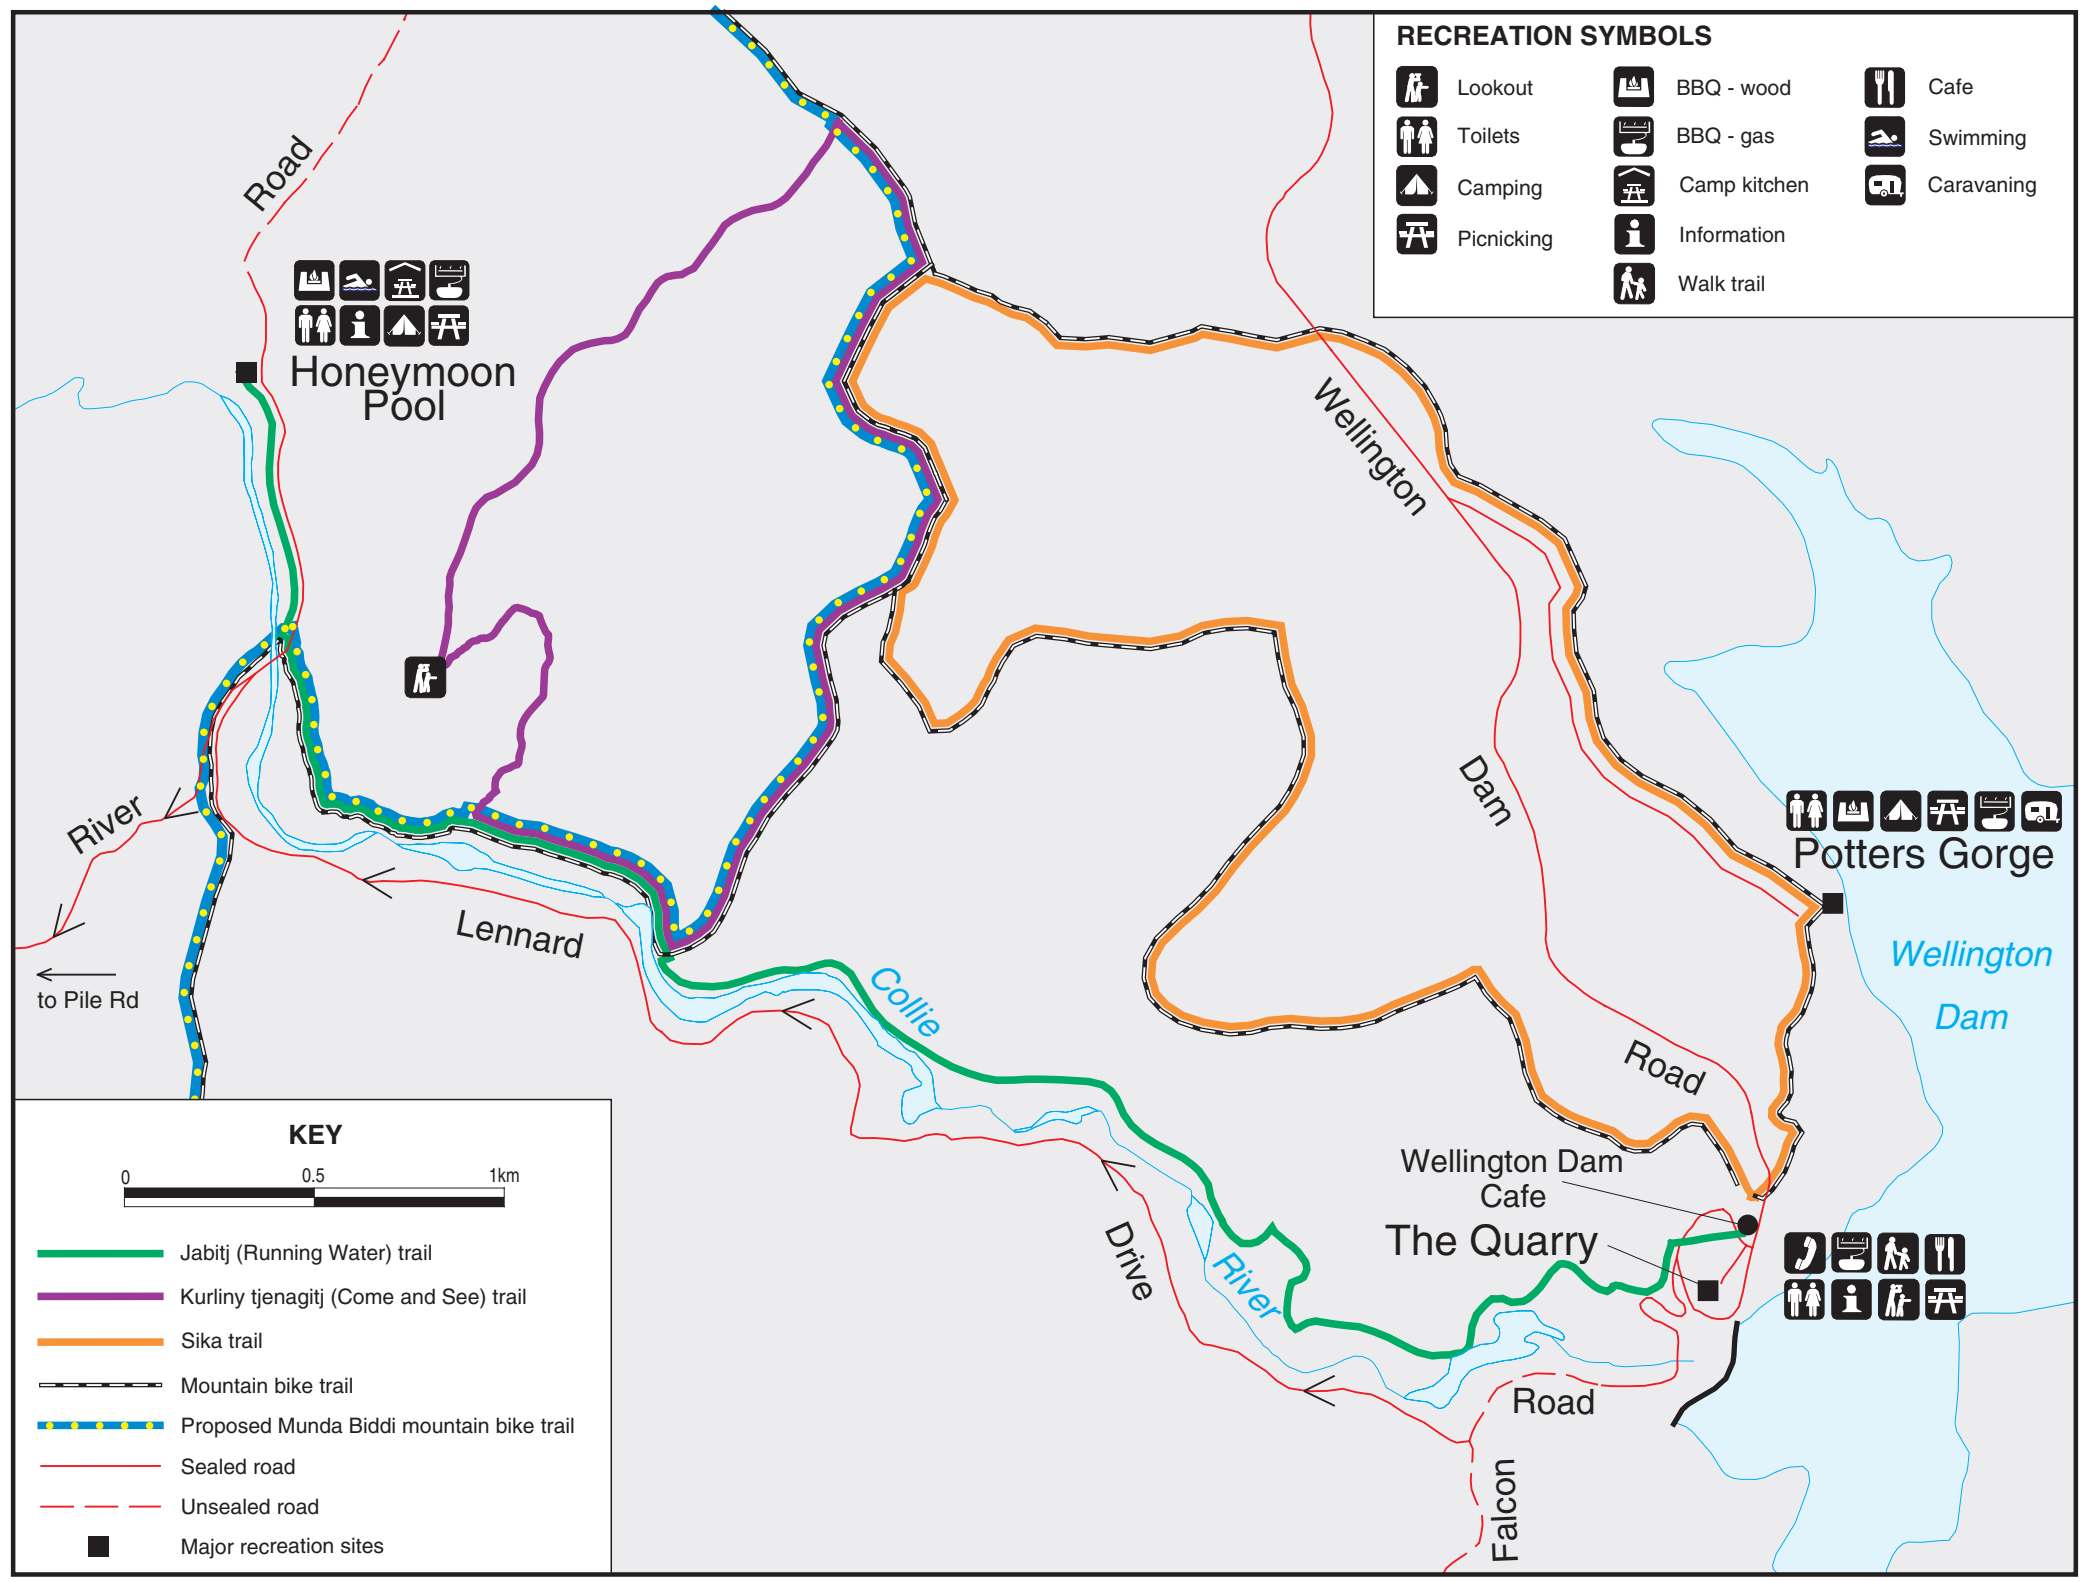 RECREATION SYMBOLS
Lookout
Toilets
Camping
Picnicking
BBQ - wood
BBQ - gas
Camp kitchen
Information
Walk trail
Cafe
Swimming
Caravaning
Road
Honeymoon
Pool
Wellington
Dam
Road
Potters Gorge
Wellington
Dam
River
Lennard
to Pile Rd
Collie
River
Drive
Wellington Dam
Cafe
The Quarry
Road
Falcon
KEY
0 0.5 1km
Jabitj (Running Water) trail
Kurliny tjenagitj (Come and See) trail
Sika trail
Mountain bike trail
Proposed Munda Biddi mountain bike trail
Sealed road
Unsealed road
Major recreation sites